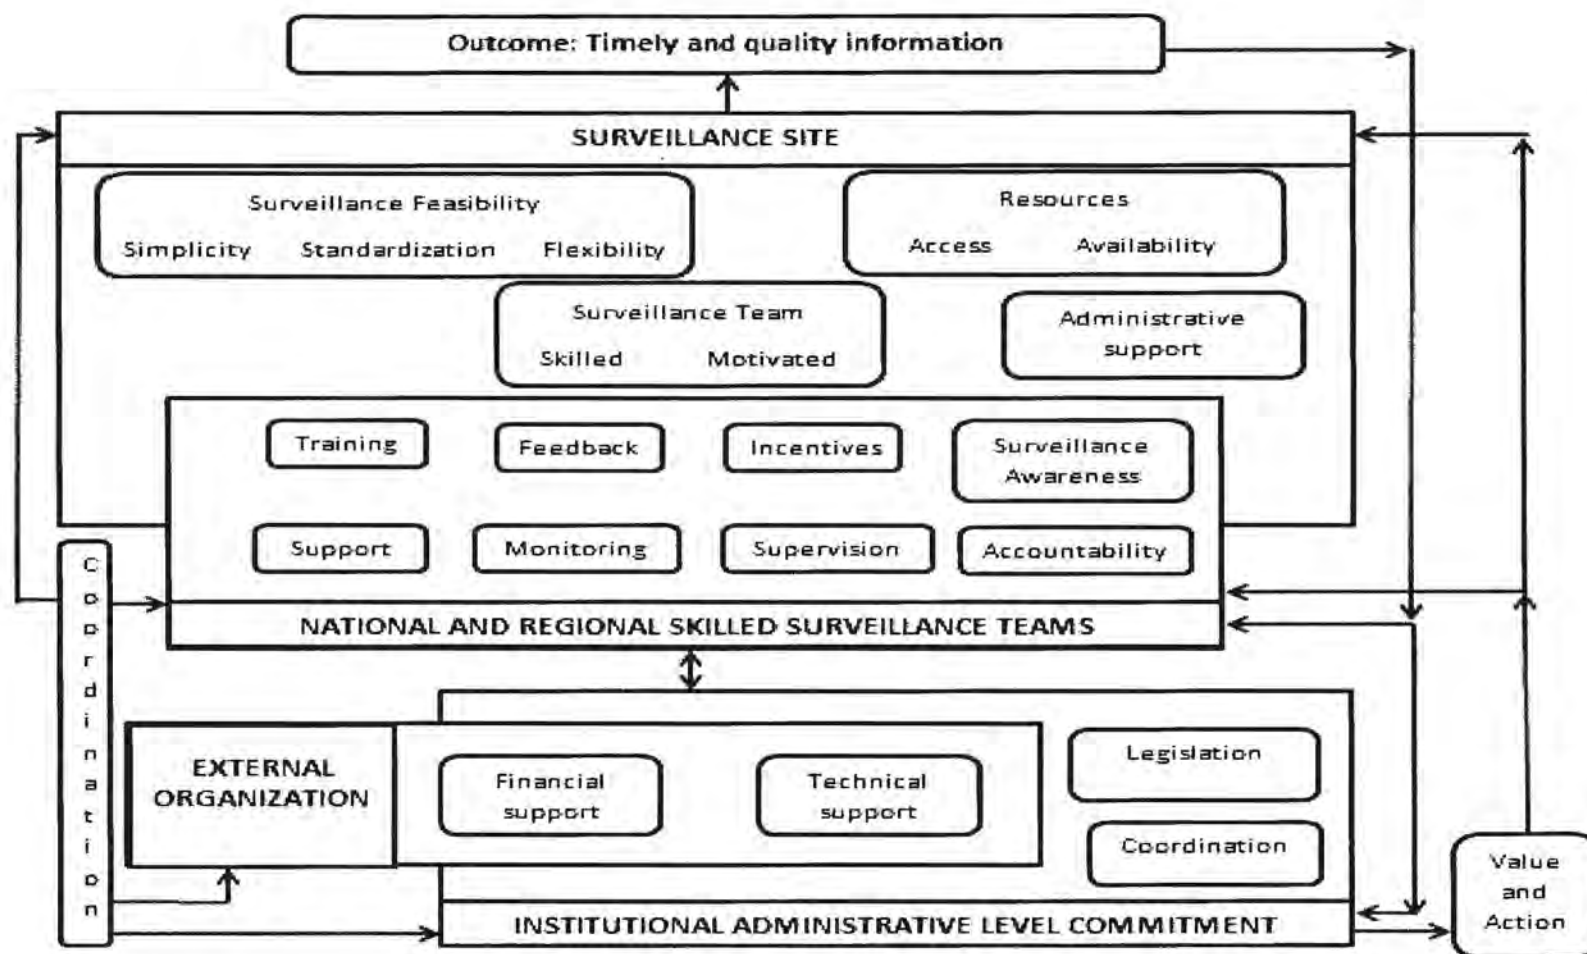 Outcome: Timely and quality information
SURVEILLANCE SITE
Surveillance Feasibility
Simplicity Standardization Flexibility
Resources
Access Availability
Surveillance Team
Skilled Motivated
Administrative
support
Training
Feedback
Incentives
Surveillance
Awareness
Support
Monitoring
Supervision
Accountability
NATIONAL AND REGIONAL SKILLED SURVEILLANCE TEAMS
Coordination
EXTERNAL
ORGANIZATION
Financial
support
Technical
support
Legislation
Coordination
INSTITUTIONAL ADMINISTRATIVE LEVEL COMMITMENT
Value
and
Action